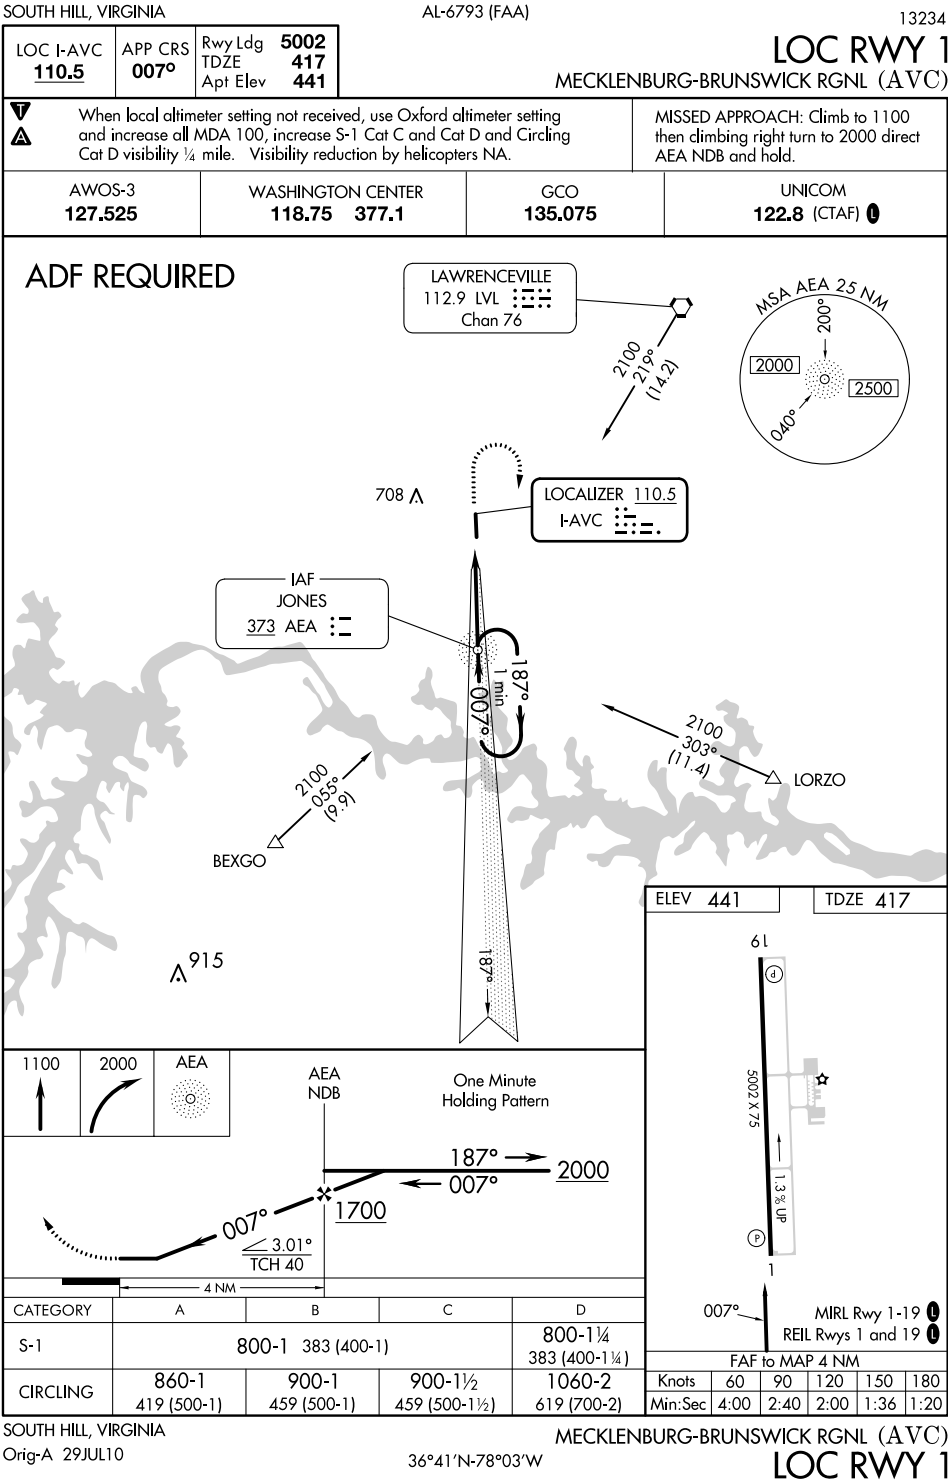 SOUTH HILL, VIRGINIA
AL-6793 (FAA)
13234
LOC RWY 1
MECKLENBURG-BRUNSWICK RGNL (AVC)
LOC I-AVC
110.5
APP CRS
007°
Rwy Ldg 5002
TDZE 417
Apt Elev 441
T
A
When local altimeter setting not received, use Oxford altimeter setting
and increase all MDA 100, increase S-1 Cat C and Cat D and Circling
Cat D visibility ¼ mile. Visibility reduction by helicopters NA.
MISSED APPROACH: Climb to 1100
then climbing right turn to 2000 direct
AEA NDB and hold.
AWOS-3
127.525
WASHINGTON CENTER
118.75 377.1
GCO
135.075
UNICOM
122.8 (CTAF) L
ADF REQUIRED
LAWRENCEVILLE
112.9 LVL
Chan 76
2100
219°
(14.2)
MSA AEA 25 NM
200°
2000
2500
040°
708
LOCALIZER 110.5
I-AVC
IAF
JONES
373 AEA
187°
1 min
007°
2100
303°
(11.4)
LORZO
2100
055°
(9.9)
BEXGO
915
187°
ELEV 441
TDZE 417
19
P
5002 X 75
1.3 % UP
P
1
007°
MIRL Rwy 1-19 L
REIL Rwys 1 and 19 L
FAF to MAP 4 NM
Knots 60 90 120 150 180
Min:Sec 4:00 2:40 2:00 1:36 1:20
1100
2000
AEA
AEA
NDB
One Minute
Holding Pattern
187°
2000
007°
1700
007°
3.01°
TCH 40
4 NM
CATEGORY A B C D
S-1 800-1 383 (400-1) 800-1¼
383 (400-1¼)
CIRCLING 860-1 900-1 900-1½ 1060-2
419 (500-1) 459 (500-1) 459 (500-1½) 619 (700-2)
SOUTH HILL, VIRGINIA
Orig-A 29JUL10
36°41'N-78°03'W
MECKLENBURG-BRUNSWICK RGNL (AVC)
LOC RWY 1